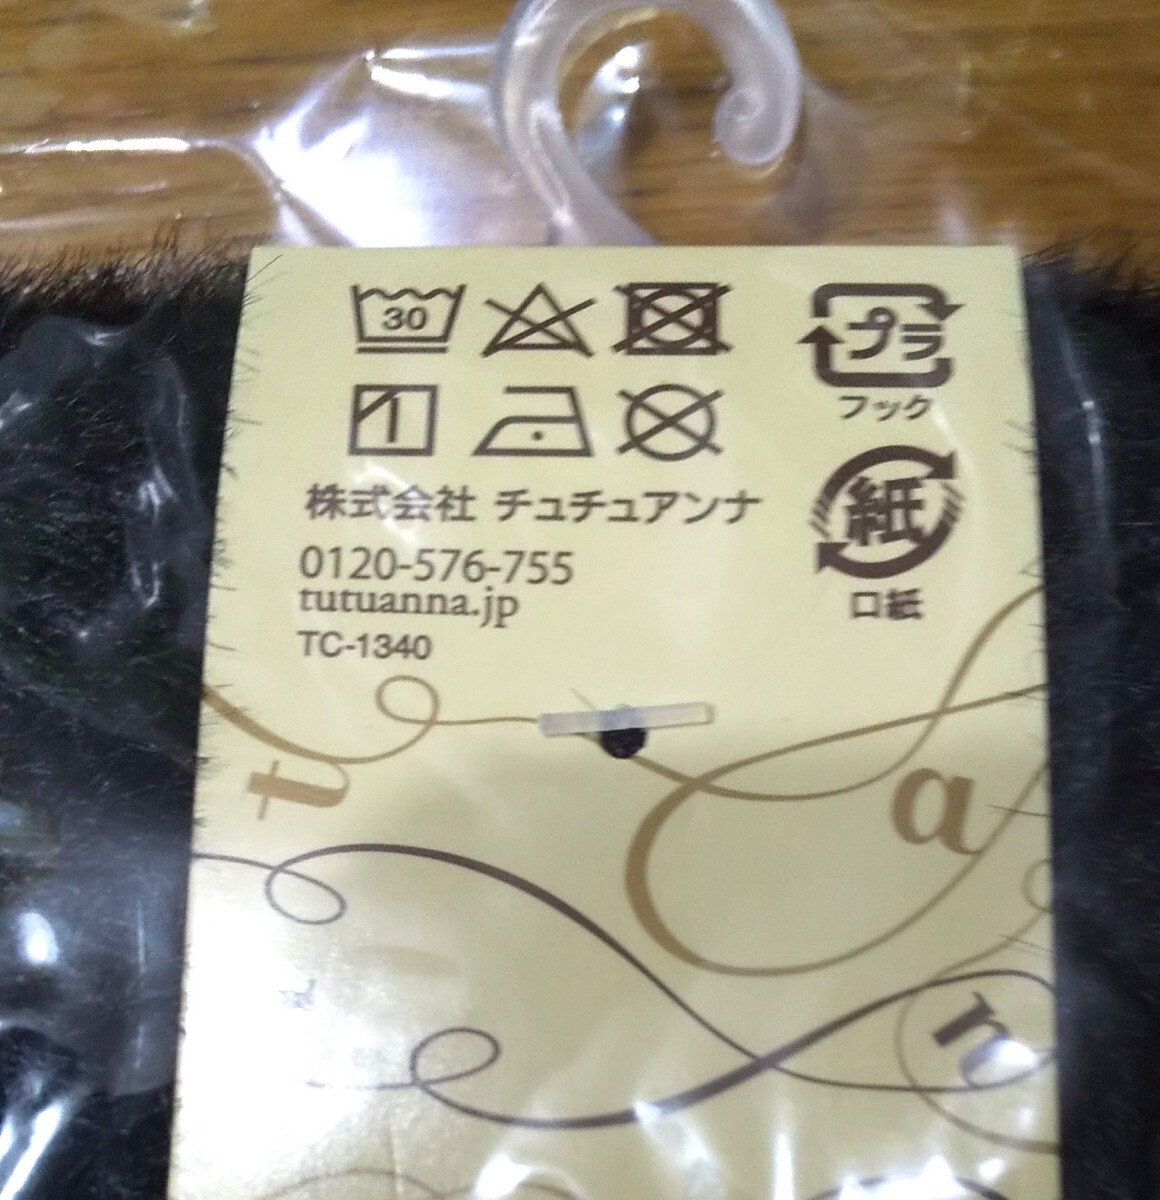 30
プラ
フック
株式会社 チュチュアンナ
0120-576-755
tutuanna.jp
TC-1340
紙
口紙
t
a
n